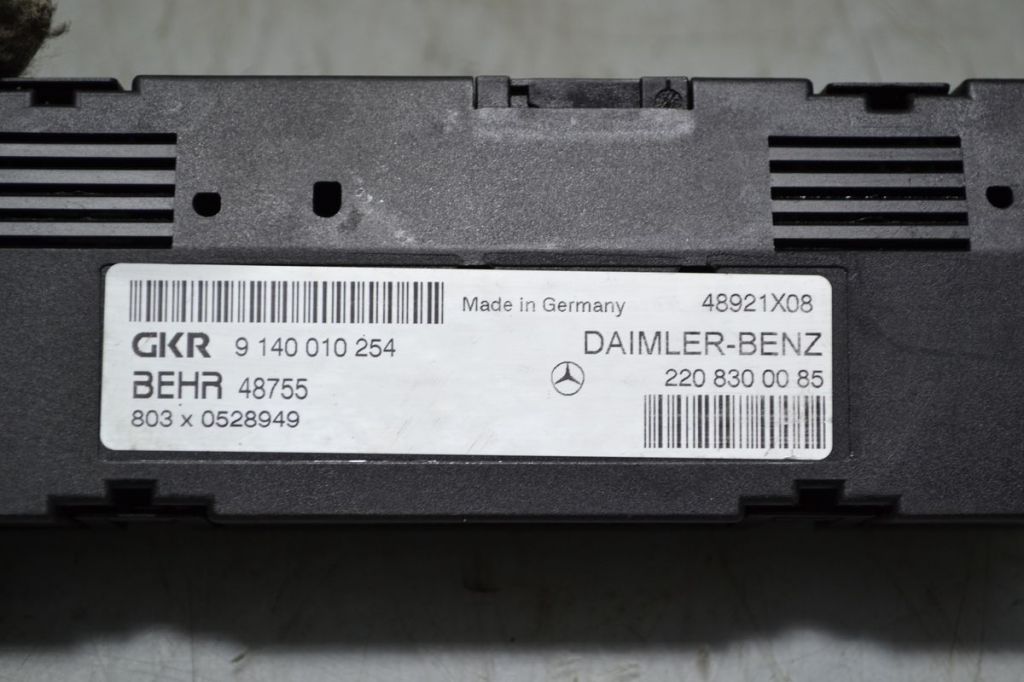 Made in Germany 48921X08
GKR 9 140 010 254 DAIMLER-BENZ
BEHR 48755 220 830 00 85
803 x 0528949